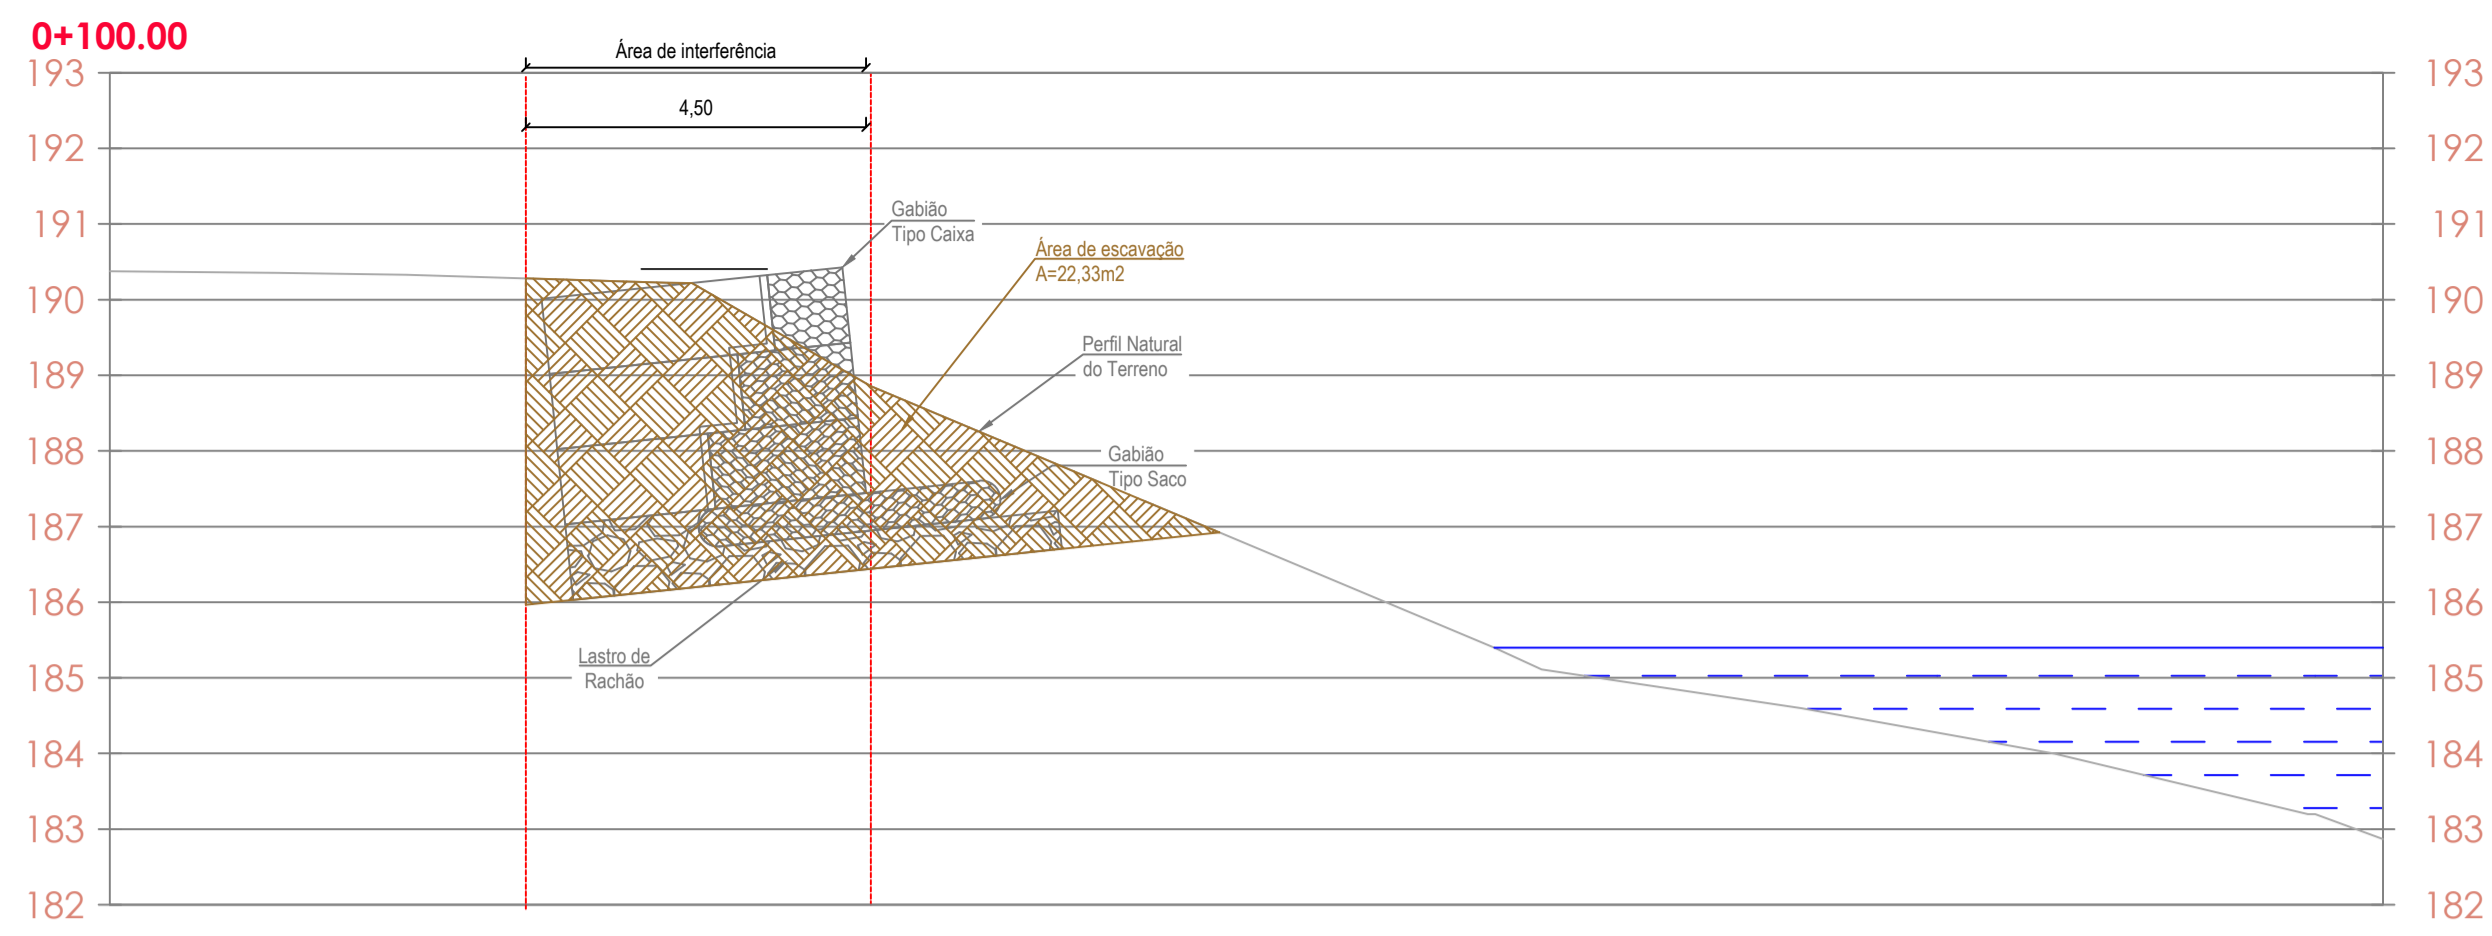 0+100.00
Área de interferência
193 193
4,50
192 192
191 191
Gabião
Tipo Caixa
Área de escavação
A=22,33m2
190 190
Perfil Natural
do Terreno
189 189
188 188
Gabião
Tipo Saco
187 187
186 186
Lastro de
Rachão
185 185
184 184
183 183
182 182